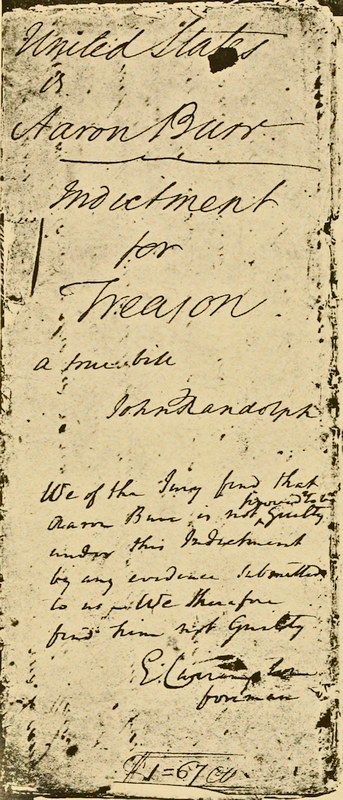 United States
vs
Aaron Burr
Indictment
for
Treason
a true bill
John Randolph
We of the Jury find that
Aaron Burr is not proved to be Guilty
under this Indictment
by any evidence submitted
to us – We therefore
find him not Guilty
E. Carrington
foreman